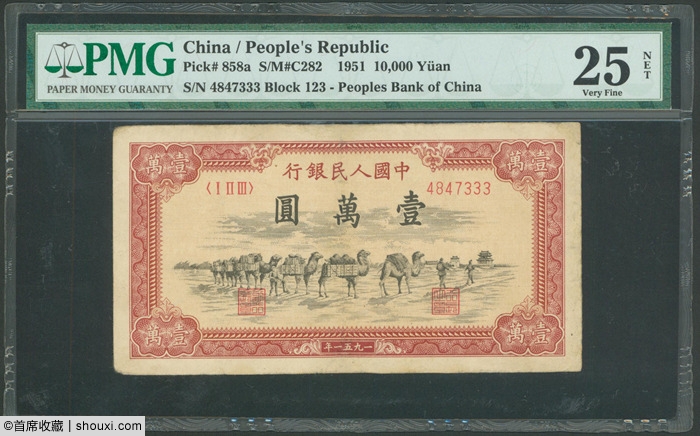 PMG
PAPER MONEY GUARANTY
China / People's Republic
Pick# 858a S/M#C282 1951 10,000 Yüan
S/N 4847333 Block 123 - Peoples Bank of China
25
NET
Very Fine
萬壹
行銀民人國中
萬壹
〈I II III〉
4847333
圓萬壹
萬壹
年一五九一
萬壹
©首席收藏 | shouxi.com